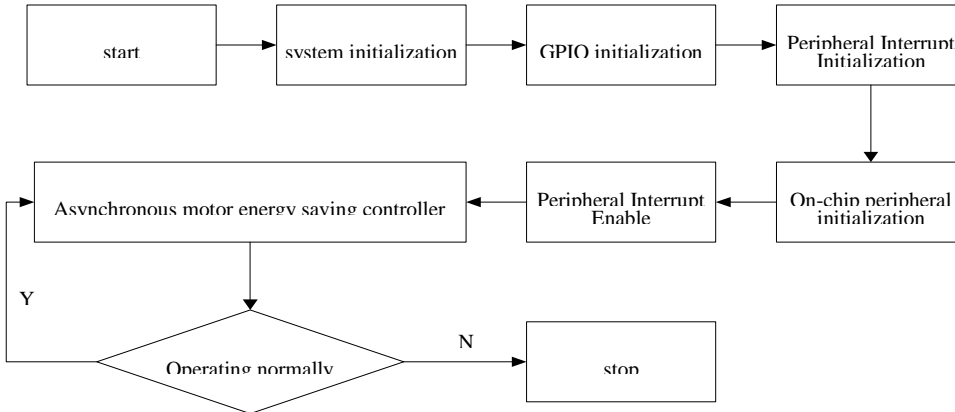 start
system initialization
GPIO initialization
Peripheral Interrupt
Initialization
On-chip peripheral
initialization
Peripheral Interrupt
Enable
Asynchronous motor energy saving controller
Y
Operating normally
N
stop